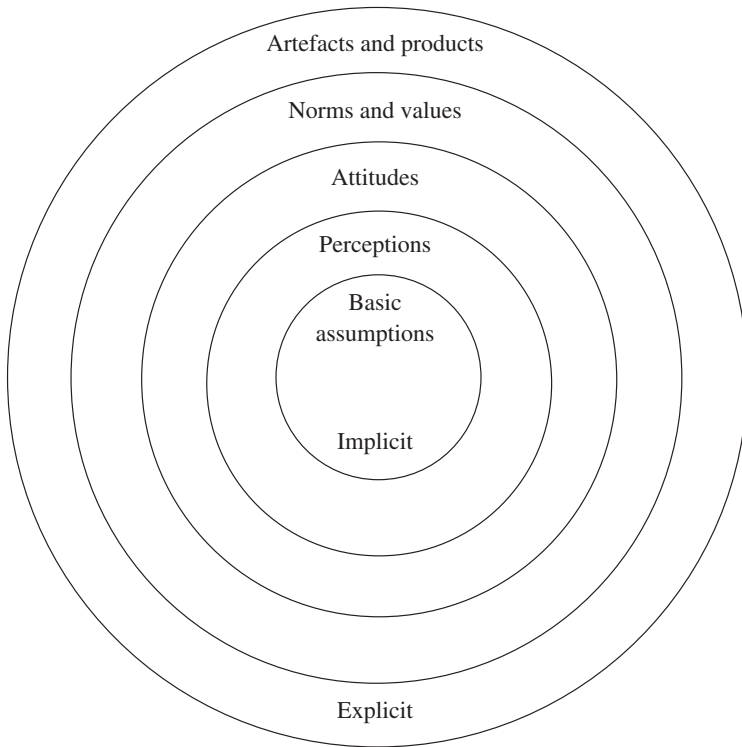 Artefacts and products
Norms and values
Attitudes
Perceptions
Basic
assumptions
Implicit
Explicit